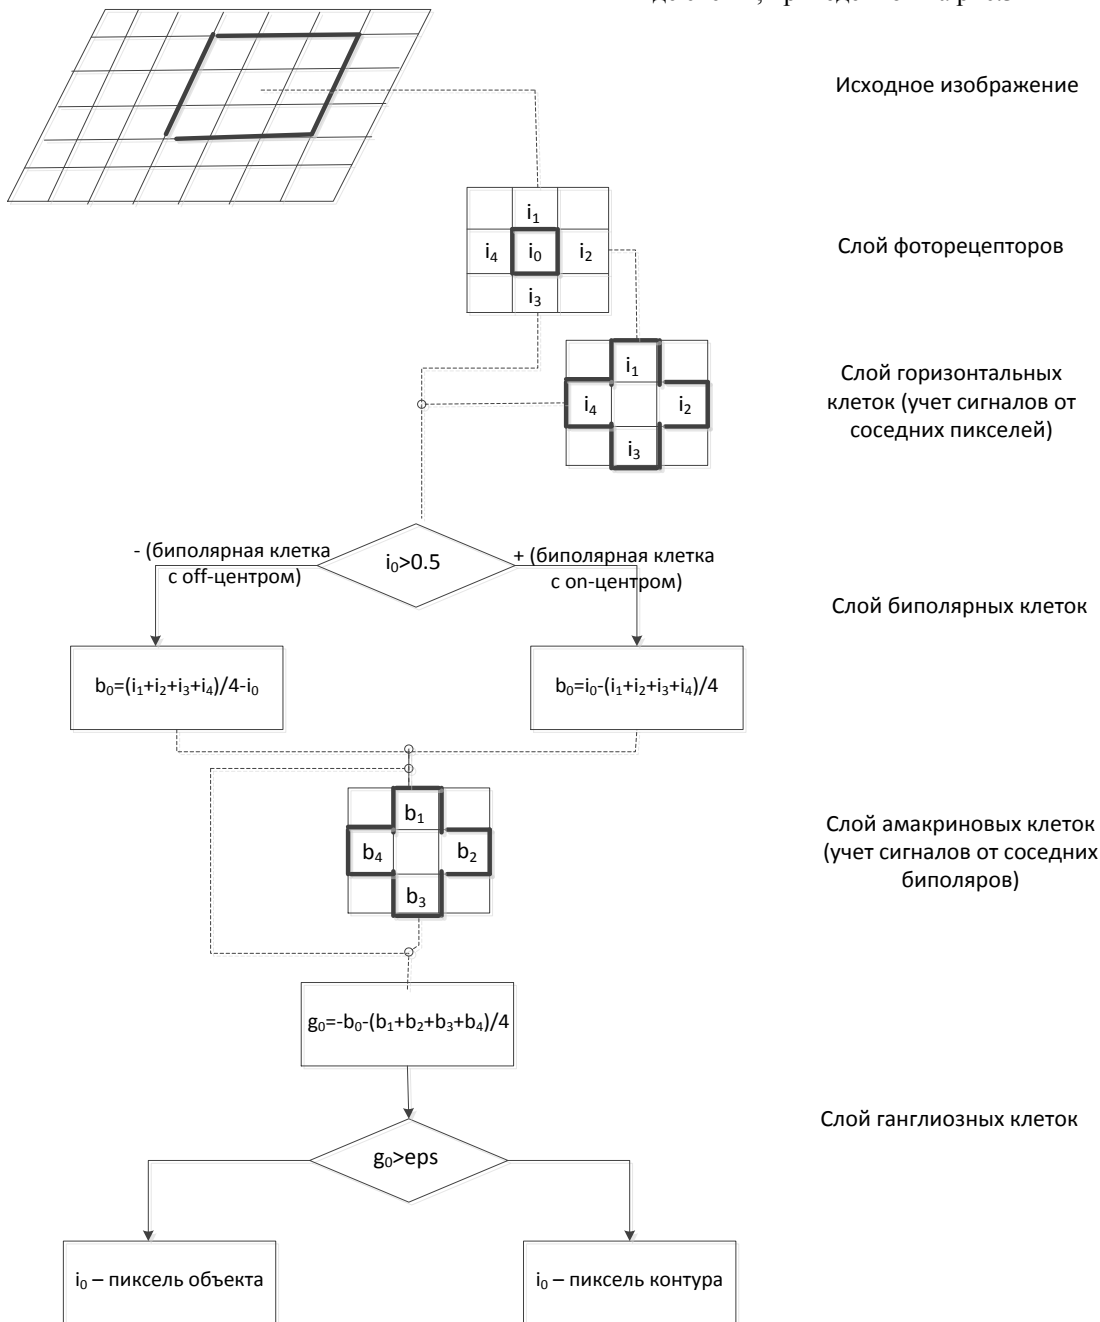 Исходное изображение
i₁
i₄ i₀ i₂
i₃
Слой фоторецепторов
i₁
i₄ i₂
i₃
Слой горизонтальных
клеток (учет сигналов от
соседних пикселей)
- (биполярная клетка
с off-центром)
i₀>0.5
+ (биполярная клетка
с on-центром)
Слой биполярных клеток
b₀=(i₁+i₂+i₃+i₄)/4-i₀
b₀=i₀-(i₁+i₂+i₃+i₄)/4
b₁
b₄ b₂
b₃
Слой амакриновых клеток
(учет сигналов от соседних
биполяров)
g₀=-b₀-(b₁+b₂+b₃+b₄)/4
g₀>eps
Слой ганглиозных клеток
i₀ – пиксель объекта
i₀ – пиксель контура